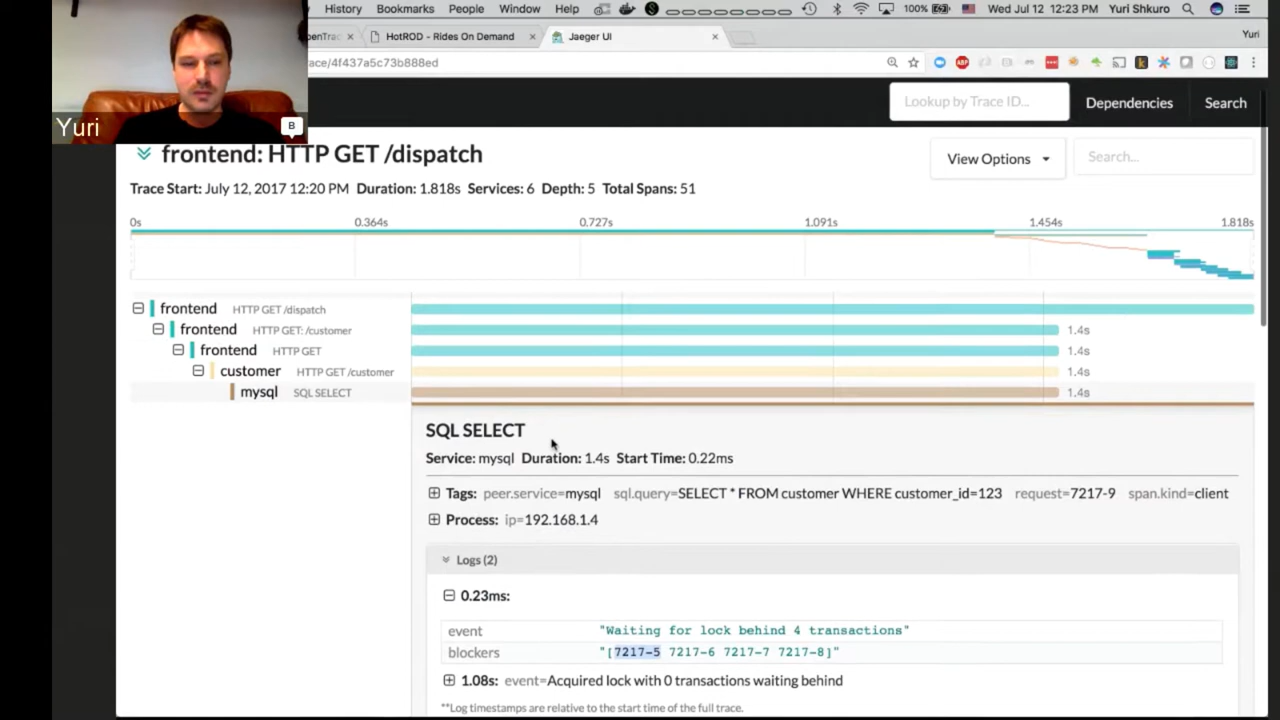 History Bookmarks People Window Help 100% Wed Jul 12 12:23 PM Yuri Shkuro
HotROD - Rides On Demand Jaeger UI Yuri
ace/4f437a5c73b888ed ABP
Yuri B
Lookup by Trace ID... Dependencies Search
frontend: HTTP GET /dispatch View Options Search...
Trace Start: July 12, 2017 12:20 PM Duration: 1.818s Services: 6 Depth: 5 Total Spans: 51
0s 0.364s 0.727s 1.091s 1.454s 1.818s
frontend HTTP GET /dispatch
frontend HTTP GET: /customer 1.4s
frontend HTTP GET 1.4s
customer HTTP GET /customer 1.4s
mysql SQL SELECT 1.4s
SQL SELECT
Service: mysql Duration: 1.4s Start Time: 0.22ms
Tags: peer.service=mysql sql.query=SELECT * FROM customer WHERE customer_id=123 request=7217-9 span.kind=client
Process: ip=192.168.1.4
Logs (2)
0.23ms:
event "Waiting for lock behind 4 transactions"
blockers "[7217-5 7217-6 7217-7 7217-8]"
1.08s: event=Acquired lock with 0 transactions waiting behind
**Log timestamps are relative to the start time of the full trace.